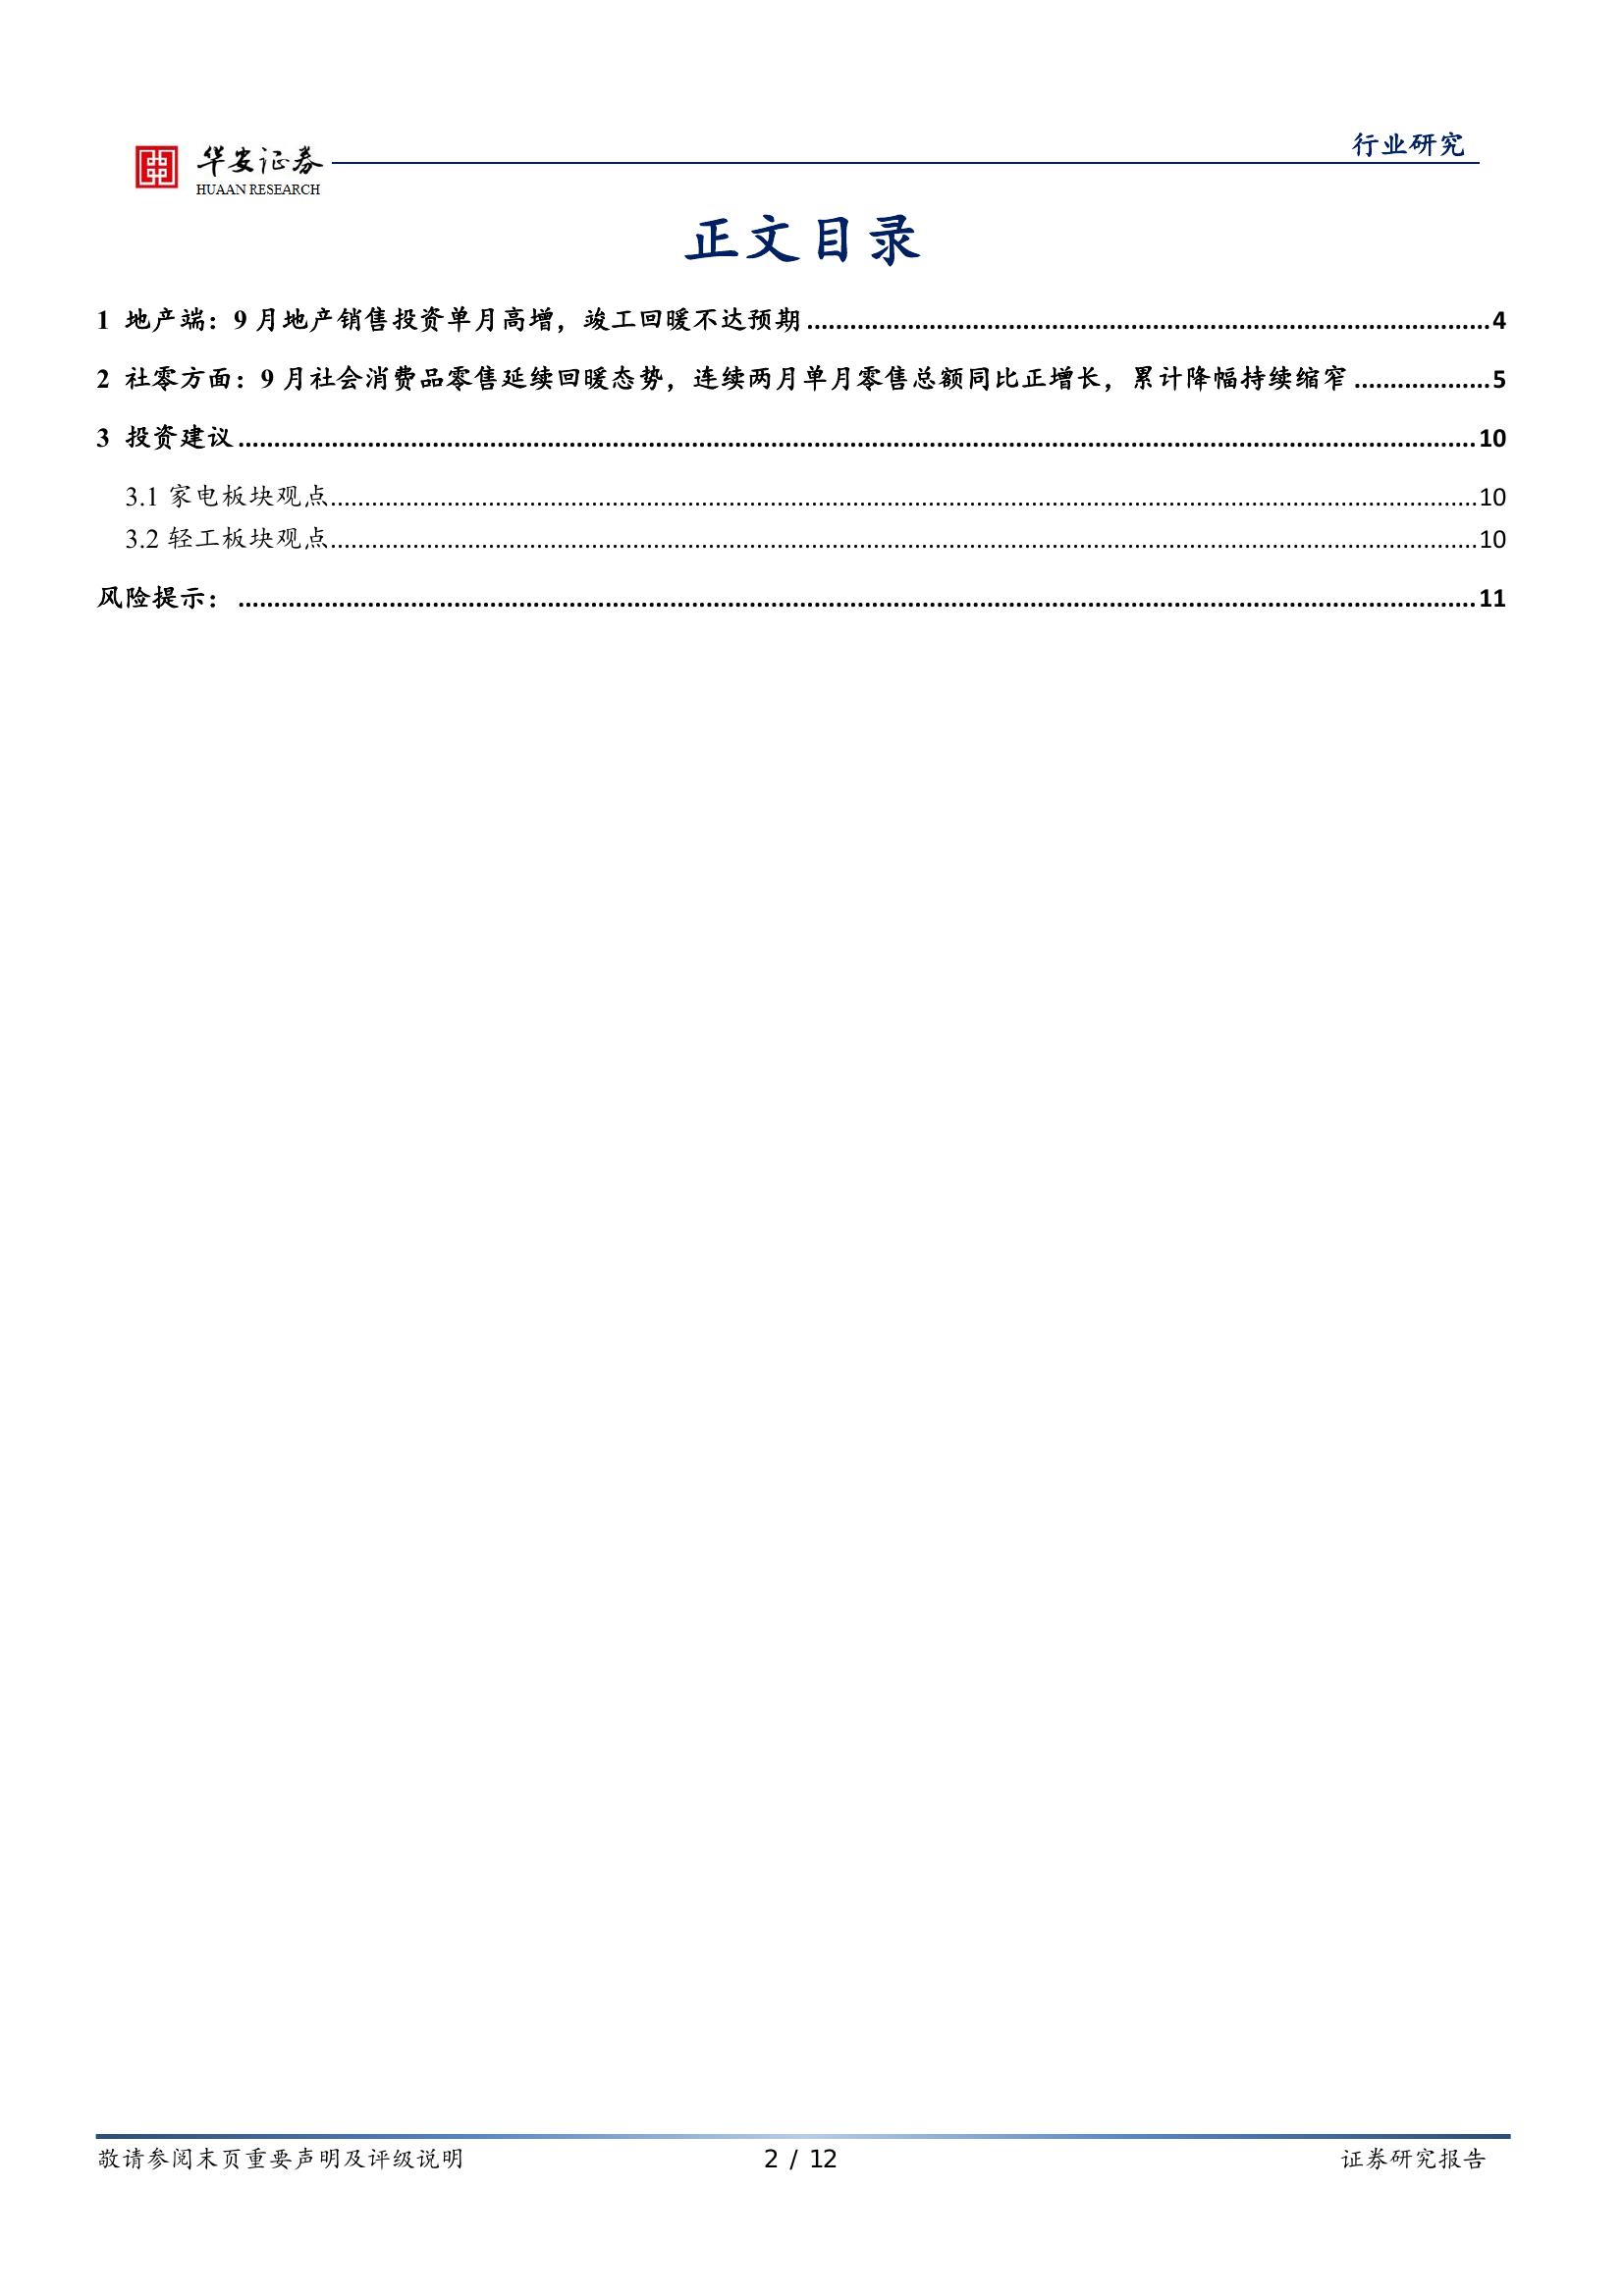 行业研究
华安证券
HUAAN RESEARCH
正文目录
1 地产端：9 月地产销售投资单月高增，竣工回暖不达预期 ........ 4
2 社零方面：9 月社会消费品零售延续回暖态势，连续两月单月零售总额同比正增长，累计降幅持续缩窄 ........ 5
3 投资建议 ........ 10
3.1 家电板块观点 ........ 10
3.2 轻工板块观点 ........ 10
风险提示： ........ 11
敬请参阅末页重要声明及评级说明 2 / 12 证券研究报告